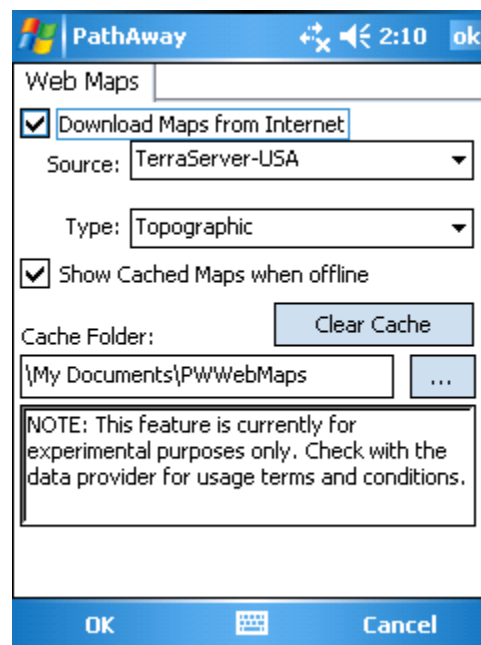 PathAway 2:10 ok
Web Maps
Download Maps from Internet
Source: TerraServer-USA
Type: Topographic
Show Cached Maps when offline
Clear Cache
Cache Folder:
\My Documents\PWWebMaps ...
NOTE: This feature is currently for
experimental purposes only. Check with the
data provider for usage terms and conditions.
OK Cancel